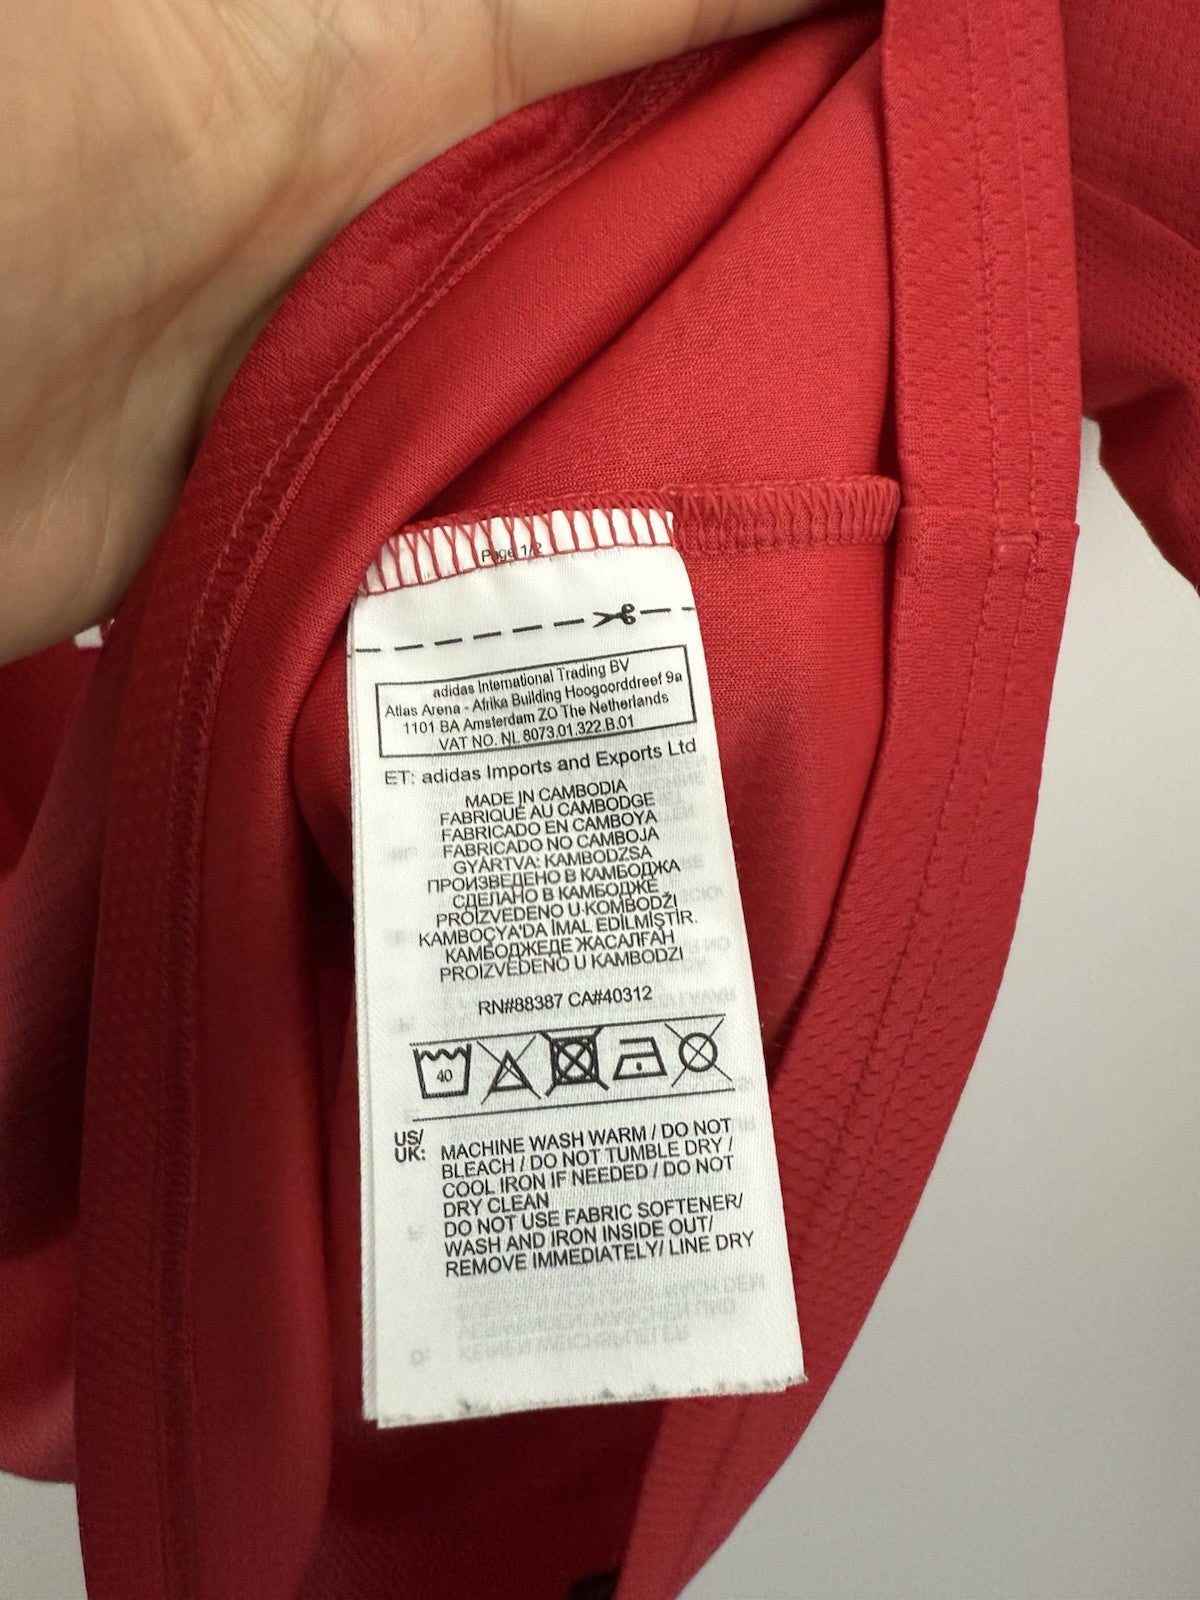 Page 1/2
adidas International Trading BV
Atlas Arena - Afrika Building Hoogoorddreef 9a
1101 BA Amsterdam ZO The Netherlands
VAT NO. NL 8073.01.322.B.01
ET: adidas Imports and Exports Ltd
MADE IN CAMBODIA
FABRIQUÉ AU CAMBODGE
FABRICADO EN CAMBOYA
FABRICADO NO CAMBOJA
GYÁRTVA: KAMBODZSA
ПРОИЗВЕДЕНО В КАМБОДЖА
СДЕЛАНО В КАМБОДЖЕ
PROIZVEDENO U KOMBODŽI
KAMBOÇYA'DA İMAL EDİLMİŞTİR.
КАМБОДЖЕДЕ ЖАСАЛҒАН
PROIZVEDENO U KAMBODZI
RN#88387 CA#40312
40
US/
UK:
MACHINE WASH WARM / DO NOT
BLEACH / DO NOT TUMBLE DRY /
COOL IRON IF NEEDED / DO NOT
DRY CLEAN
DO NOT USE FABRIC SOFTENER/
WASH AND IRON INSIDE OUT/
REMOVE IMMEDIATELY/ LINE DRY